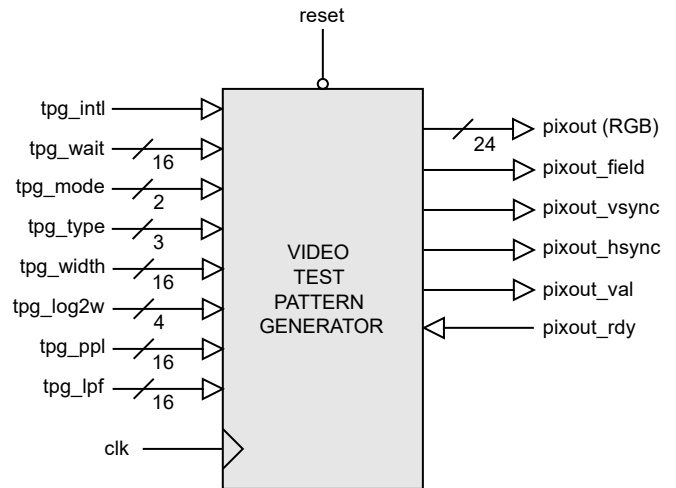 reset
tpg_intl
tpg_wait
16
tpg_mode
2
tpg_type
3
tpg_width
16
tpg_log2w
4
tpg_ppl
16
tpg_lpf
16
clk
VIDEO
TEST
PATTERN
GENERATOR
pixout (RGB)
24
pixout_field
pixout_vsync
pixout_hsync
pixout_val
pixout_rdy